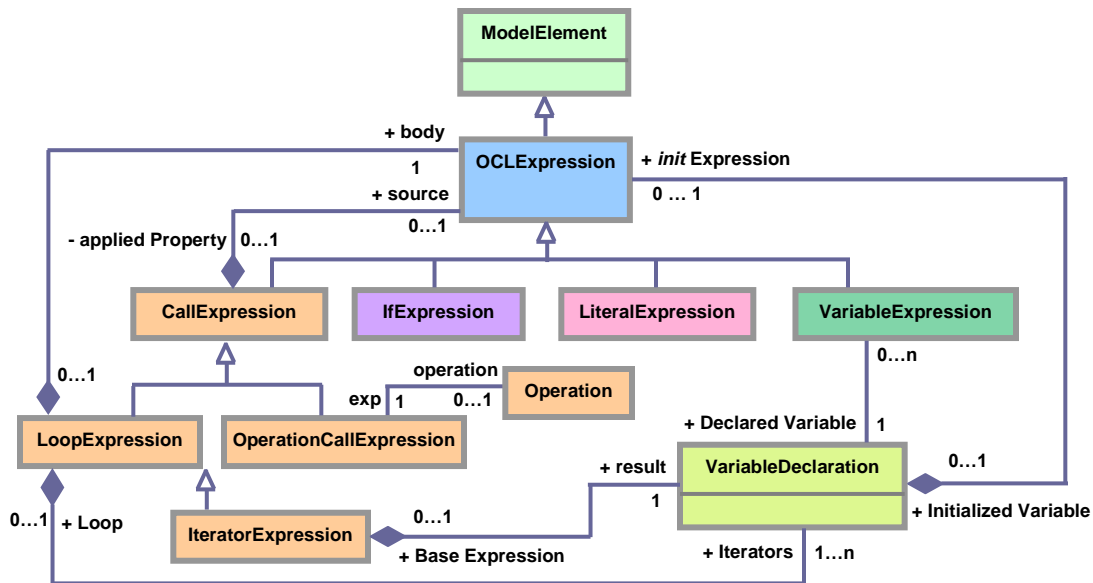 ModelElement
+ body
OCLExpression
+ init Expression
1
0 … 1
+ source
0…1
- applied Property
0…1
CallExpression
IfExpression
LiteralExpression
VariableExpression
0…1
0…n
operation
Operation
exp
1
0…1
+ Declared Variable
1
LoopExpression
OperationCallExpression
+ result
VariableDeclaration
0…1
1
0…1
+ Loop
IteratorExpression
0…1
+ Initialized Variable
+ Base Expression
+ Iterators
1…n